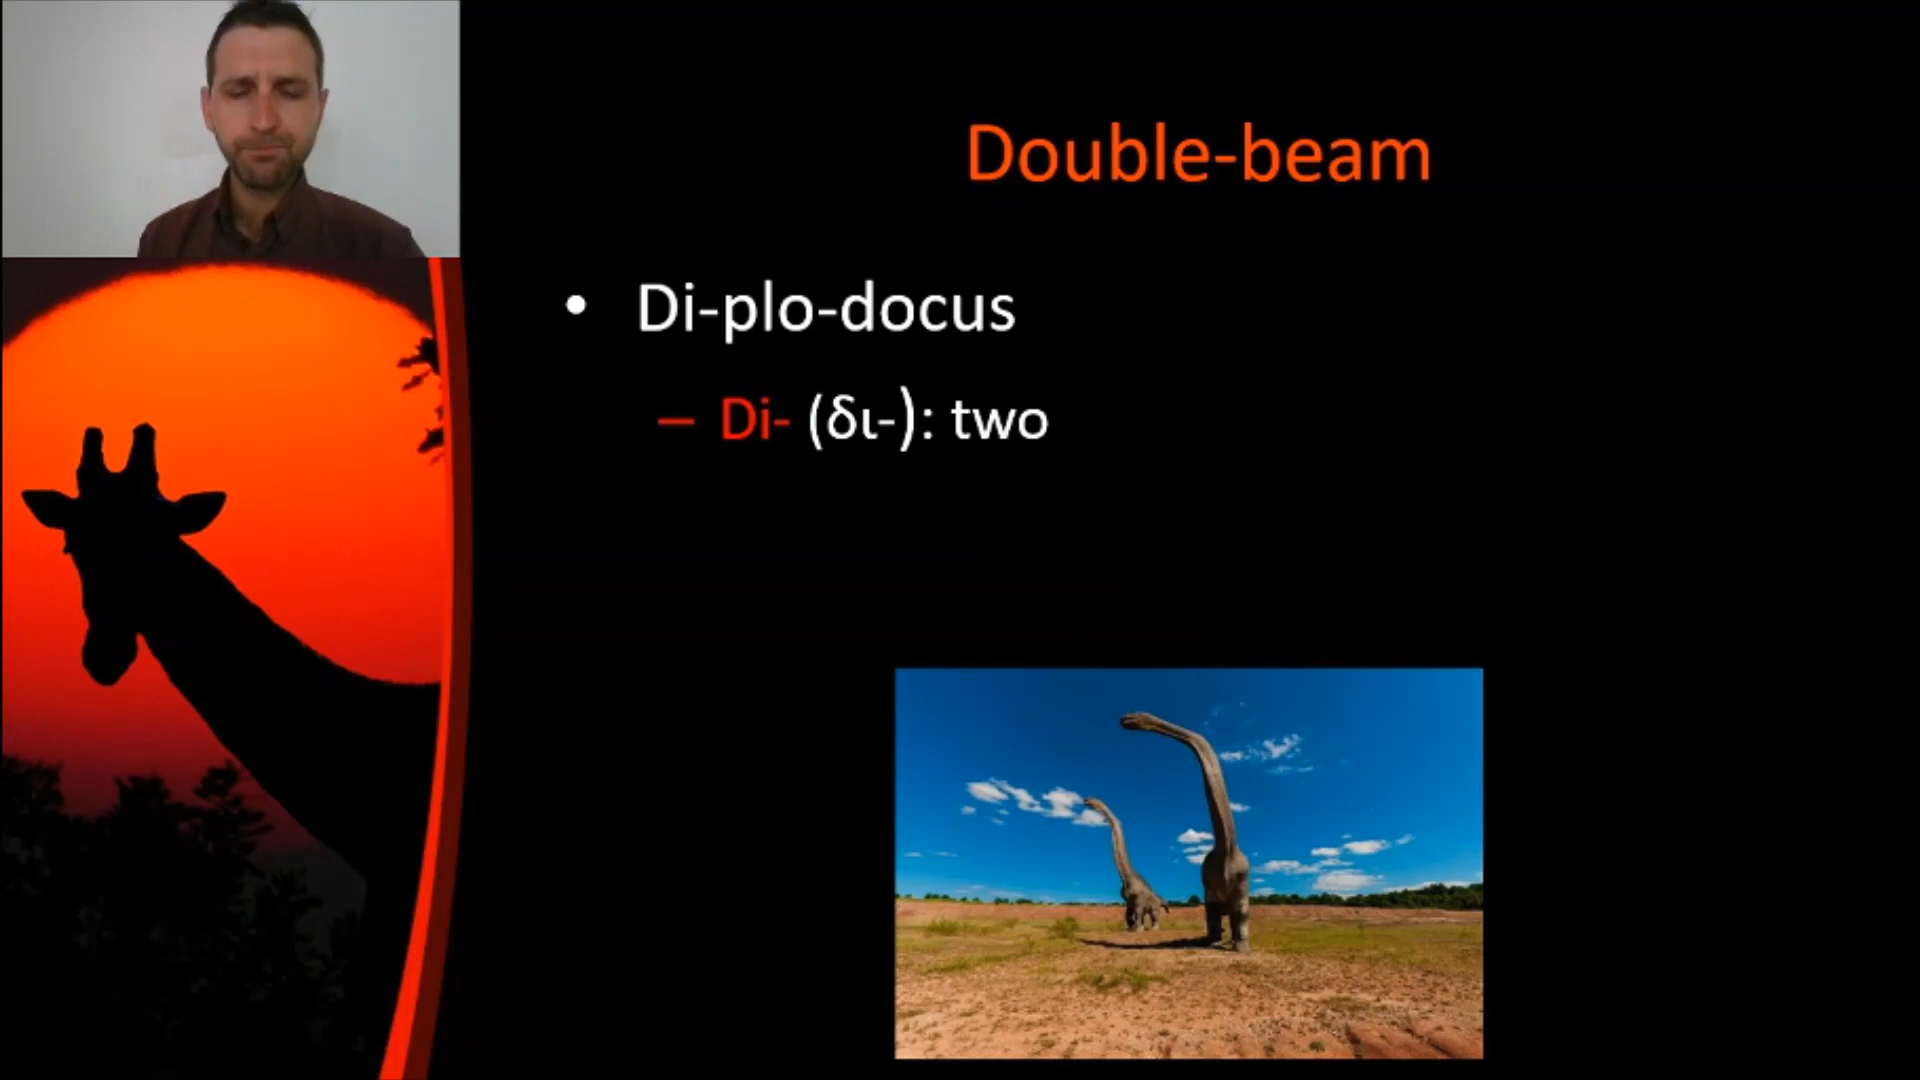 Double-beam
• Di-plo-docus
– Di- (δι-): two